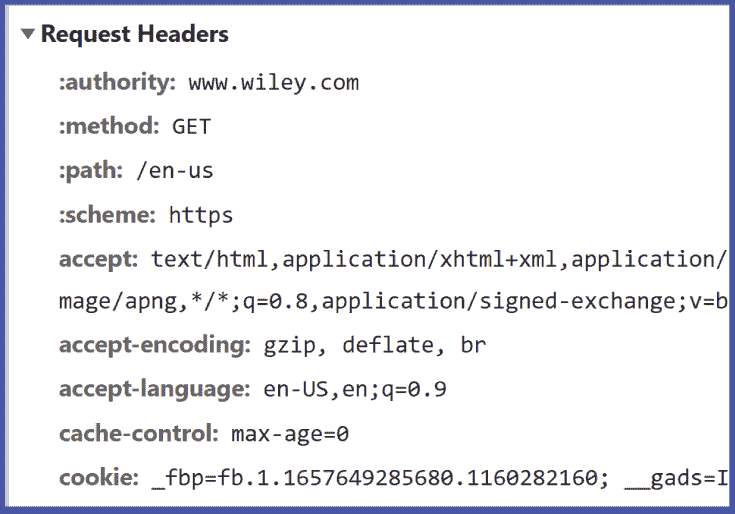 Request Headers
:authority: www.wiley.com
:method: GET
:path: /en-us
:scheme: https
accept: text/html,application/xhtml+xml,application/
mage/apng,*/*;q=0.8,application/signed-exchange;v=b
accept-encoding: gzip, deflate, br
accept-language: en-US,en;q=0.9
cache-control: max-age=0
cookie: _fbp=fb.1.1657649285680.1160282160; __gads=I